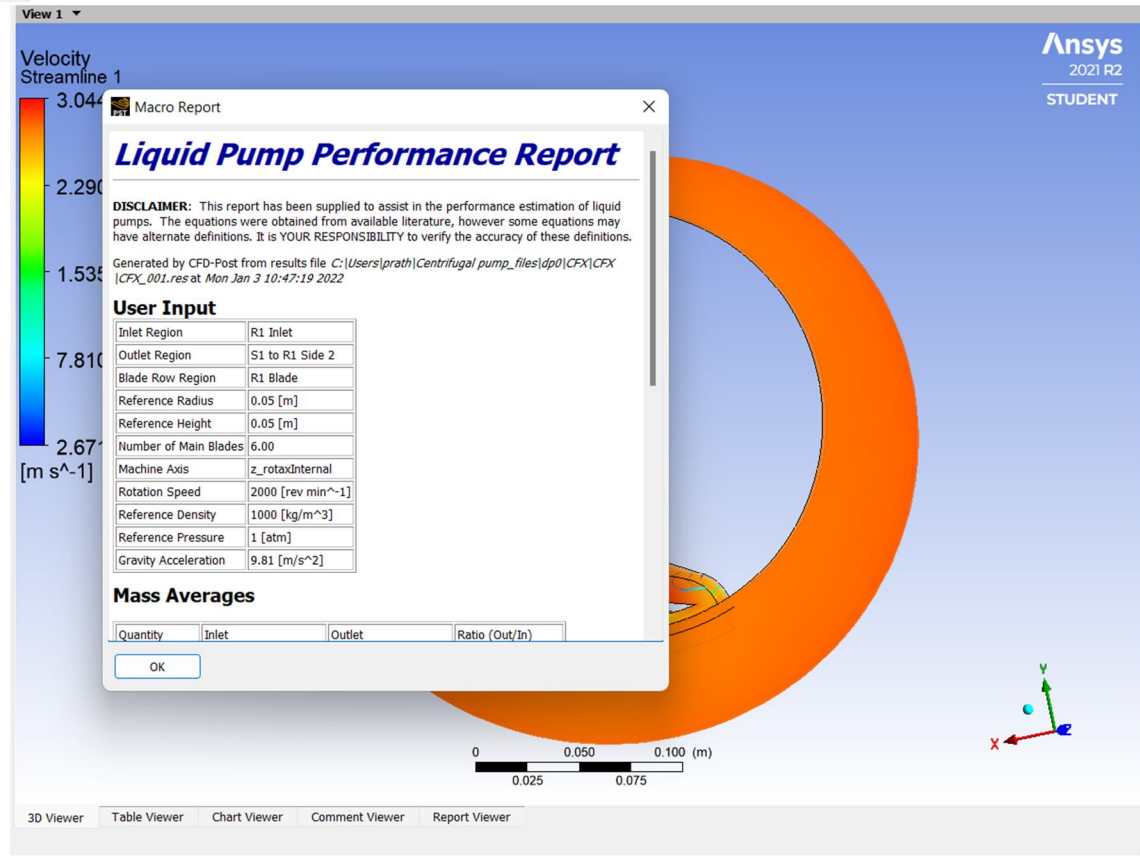 View 1
Ansys
2021 R2
STUDENT
Velocity
Streamline 1
3.044
2.290
1.535
7.810
2.671
[m s^-1]
PST
Macro Report
Liquid Pump Performance Report
DISCLAIMER: This report has been supplied to assist in the performance estimation of liquid
pumps. The equations were obtained from available literature, however some equations may
have alternate definitions. It is YOUR RESPONSIBILITY to verify the accuracy of these definitions.
Generated by CFD-Post from results file C:|Users|prath|Centrifugal pump_files|dp0|CFX|CFX
|CFX_001.res at Mon Jan 3 10:47:19 2022
User Input
Inlet Region R1 Inlet
Outlet Region S1 to R1 Side 2
Blade Row Region R1 Blade
Reference Radius 0.05 [m]
Reference Height 0.05 [m]
Number of Main Blades 6.00
Machine Axis z_rotaxInternal
Rotation Speed 2000 [rev min^-1]
Reference Density 1000 [kg/m^3]
Reference Pressure 1 [atm]
Gravity Acceleration 9.81 [m/s^2]
Mass Averages
Quantity Inlet Outlet Ratio (Out/In)
OK
0 0.050 0.100 (m)
0.025 0.075
Y
X
Z
3D Viewer Table Viewer Chart Viewer Comment Viewer Report Viewer